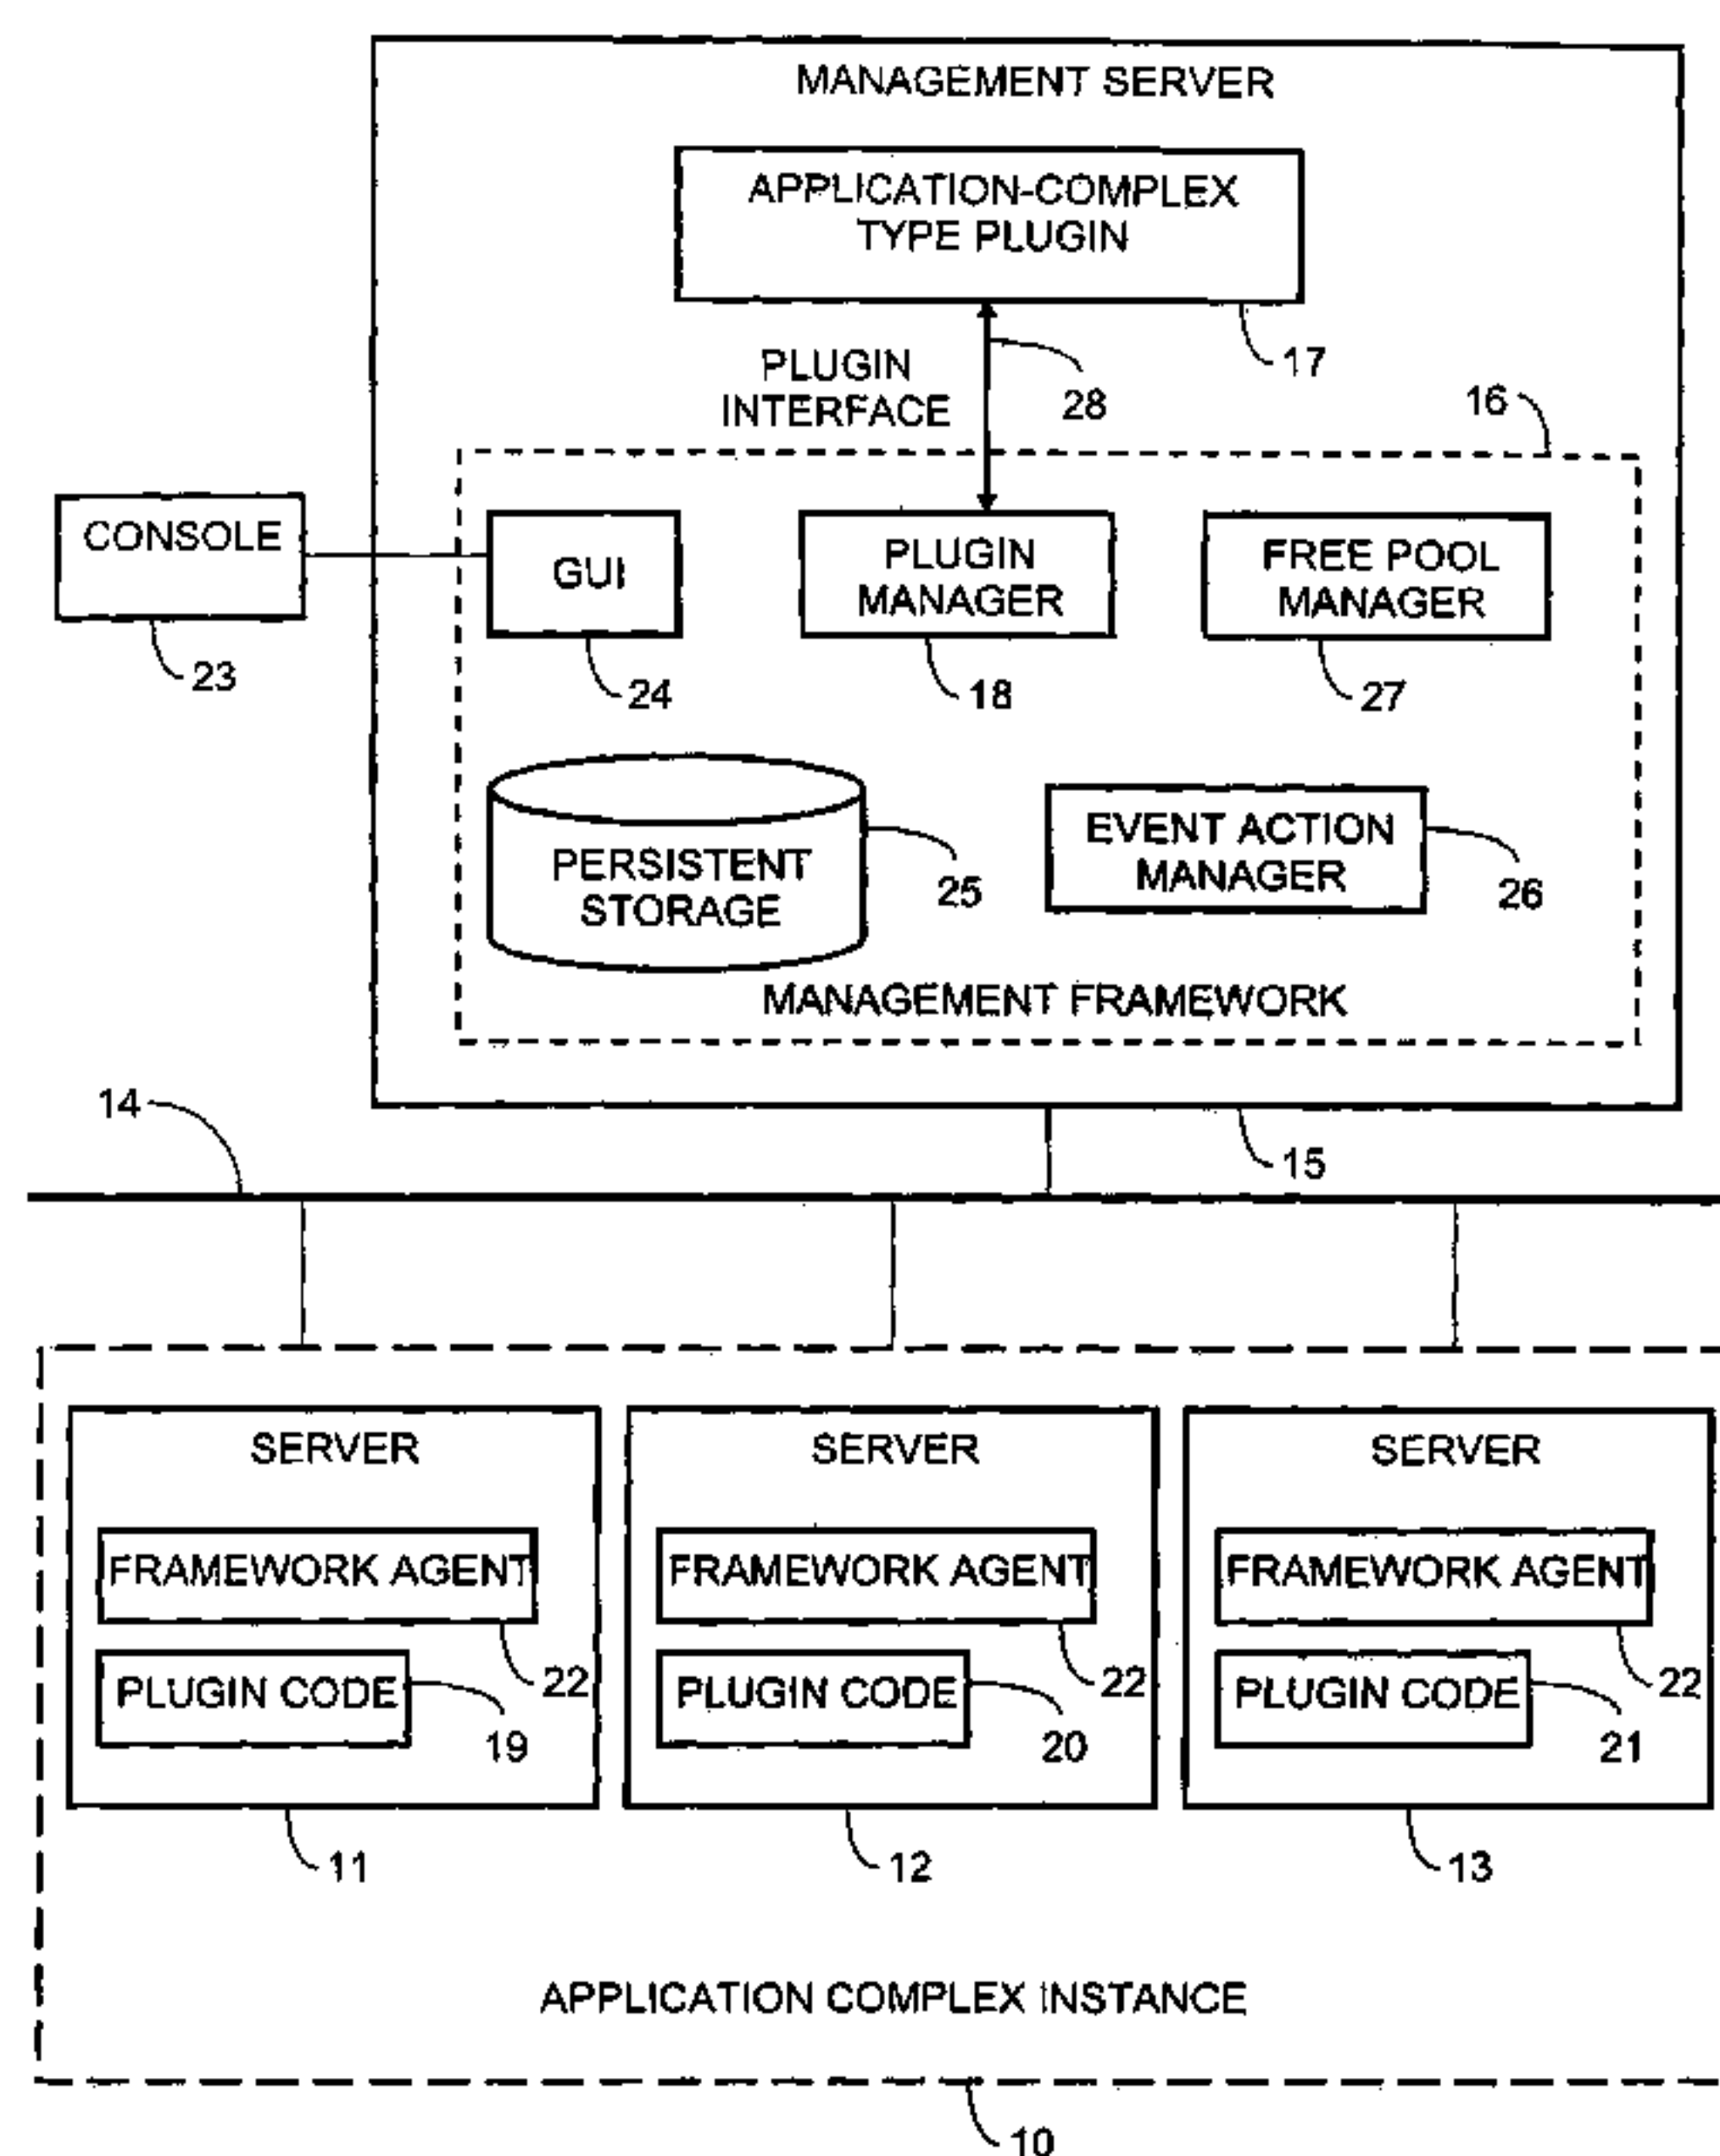 MANAGEMENT SERVER
APPLICATION-COMPLEX
TYPE PLUGIN
17
PLUGIN
INTERFACE
28
16
CONSOLE
23
GUI
24
PLUGIN
MANAGER
18
FREE POOL
MANAGER
27
PERSISTENT
STORAGE
25
EVENT ACTION
MANAGER
26
MANAGEMENT FRAMEWORK
14
15
SERVER
FRAMEWORK AGENT
22
PLUGIN CODE
19
11
SERVER
FRAMEWORK AGENT
22
PLUGIN CODE
20
12
SERVER
FRAMEWORK AGENT
22
PLUGIN CODE
21
13
APPLICATION COMPLEX INSTANCE
10